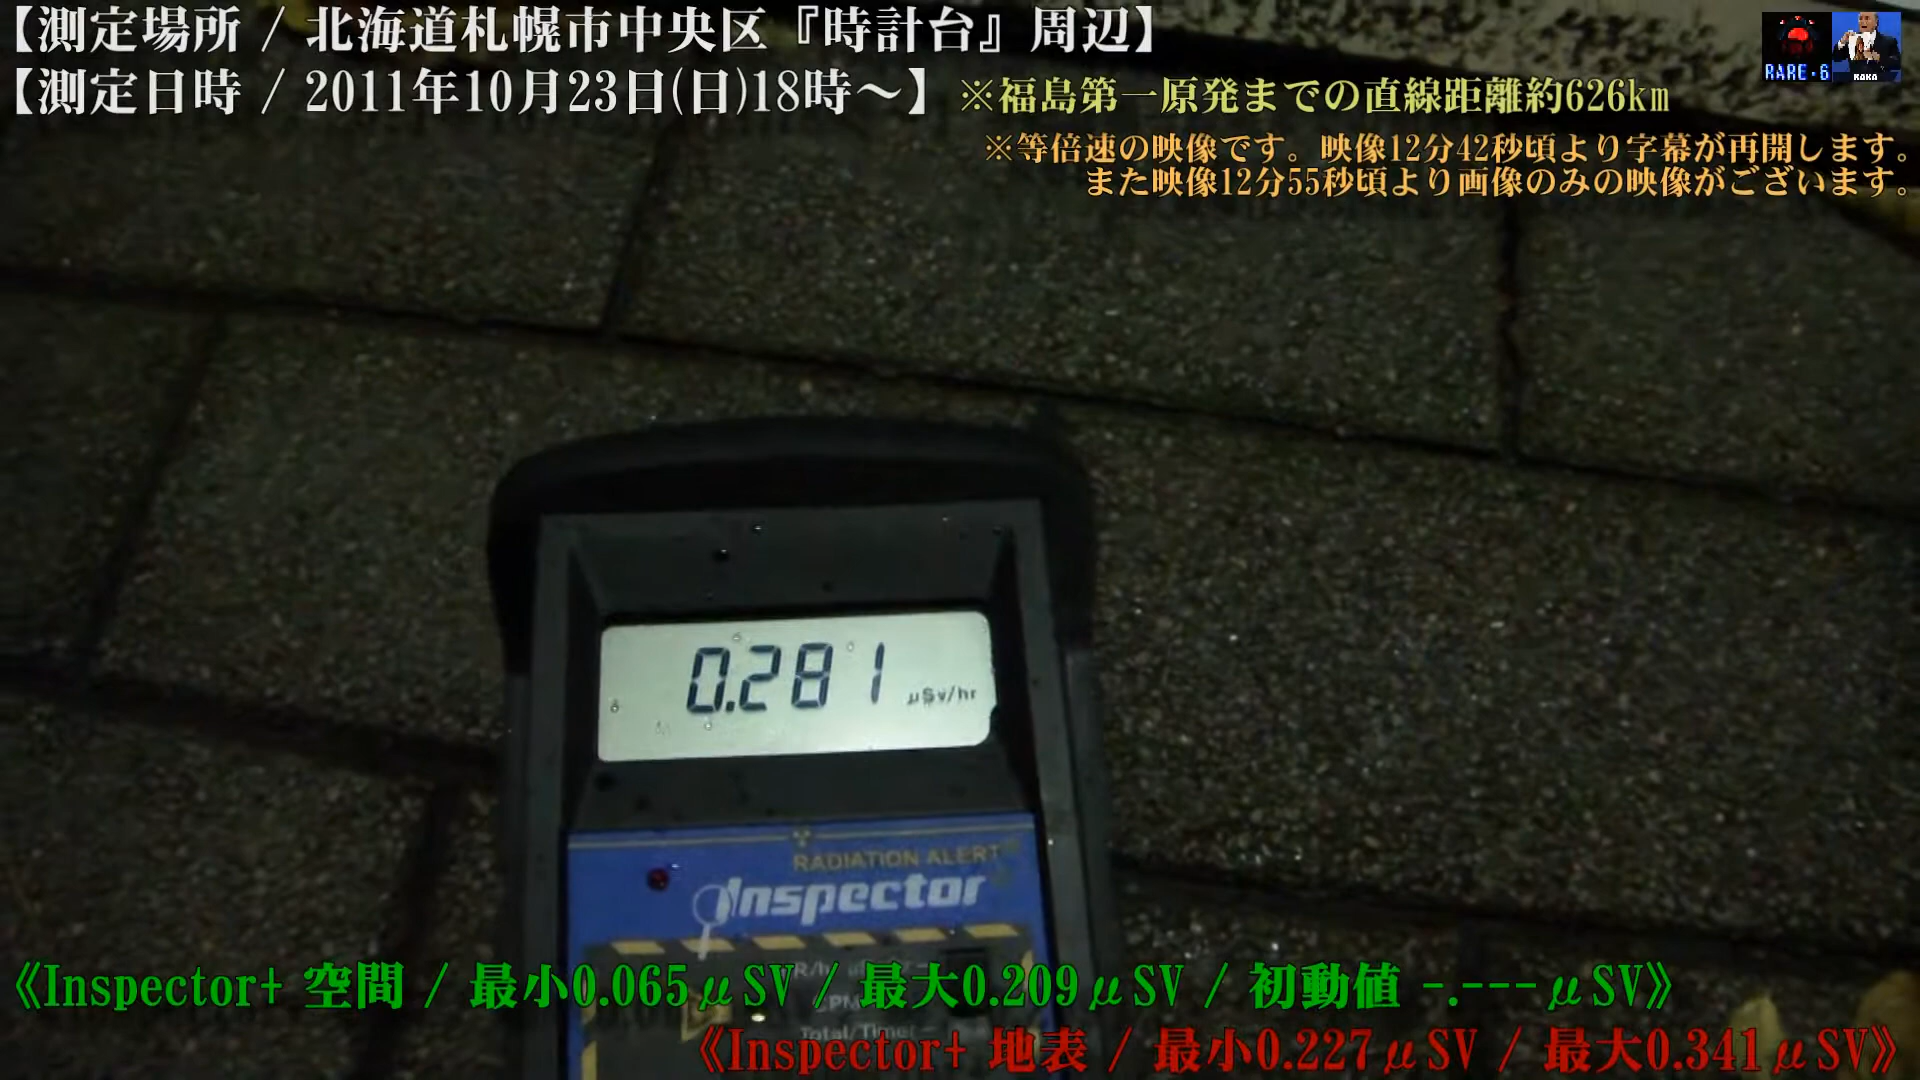 【測定場所 / 北海道札幌市中央区『時計台』周辺】
【測定日時 / 2011年10月23日(日)18時～】 ※福島第一原発までの直線距離約626km
※等倍速の映像です。映像12分42秒頃より字幕が再開します。
また映像12分55秒頃より画像のみの映像がございます。
RARE・6
KOKO
0.281 μSv/hr
RADIATION ALERT
Inspector
《Inspector+ 空間 / 最小0.065μSV / 最大0.209μSV / 初動値 -.---μSV》
CPM
Total/Timer
《Inspector+ 地表 / 最小0.227μSV / 最大0.341μSV》